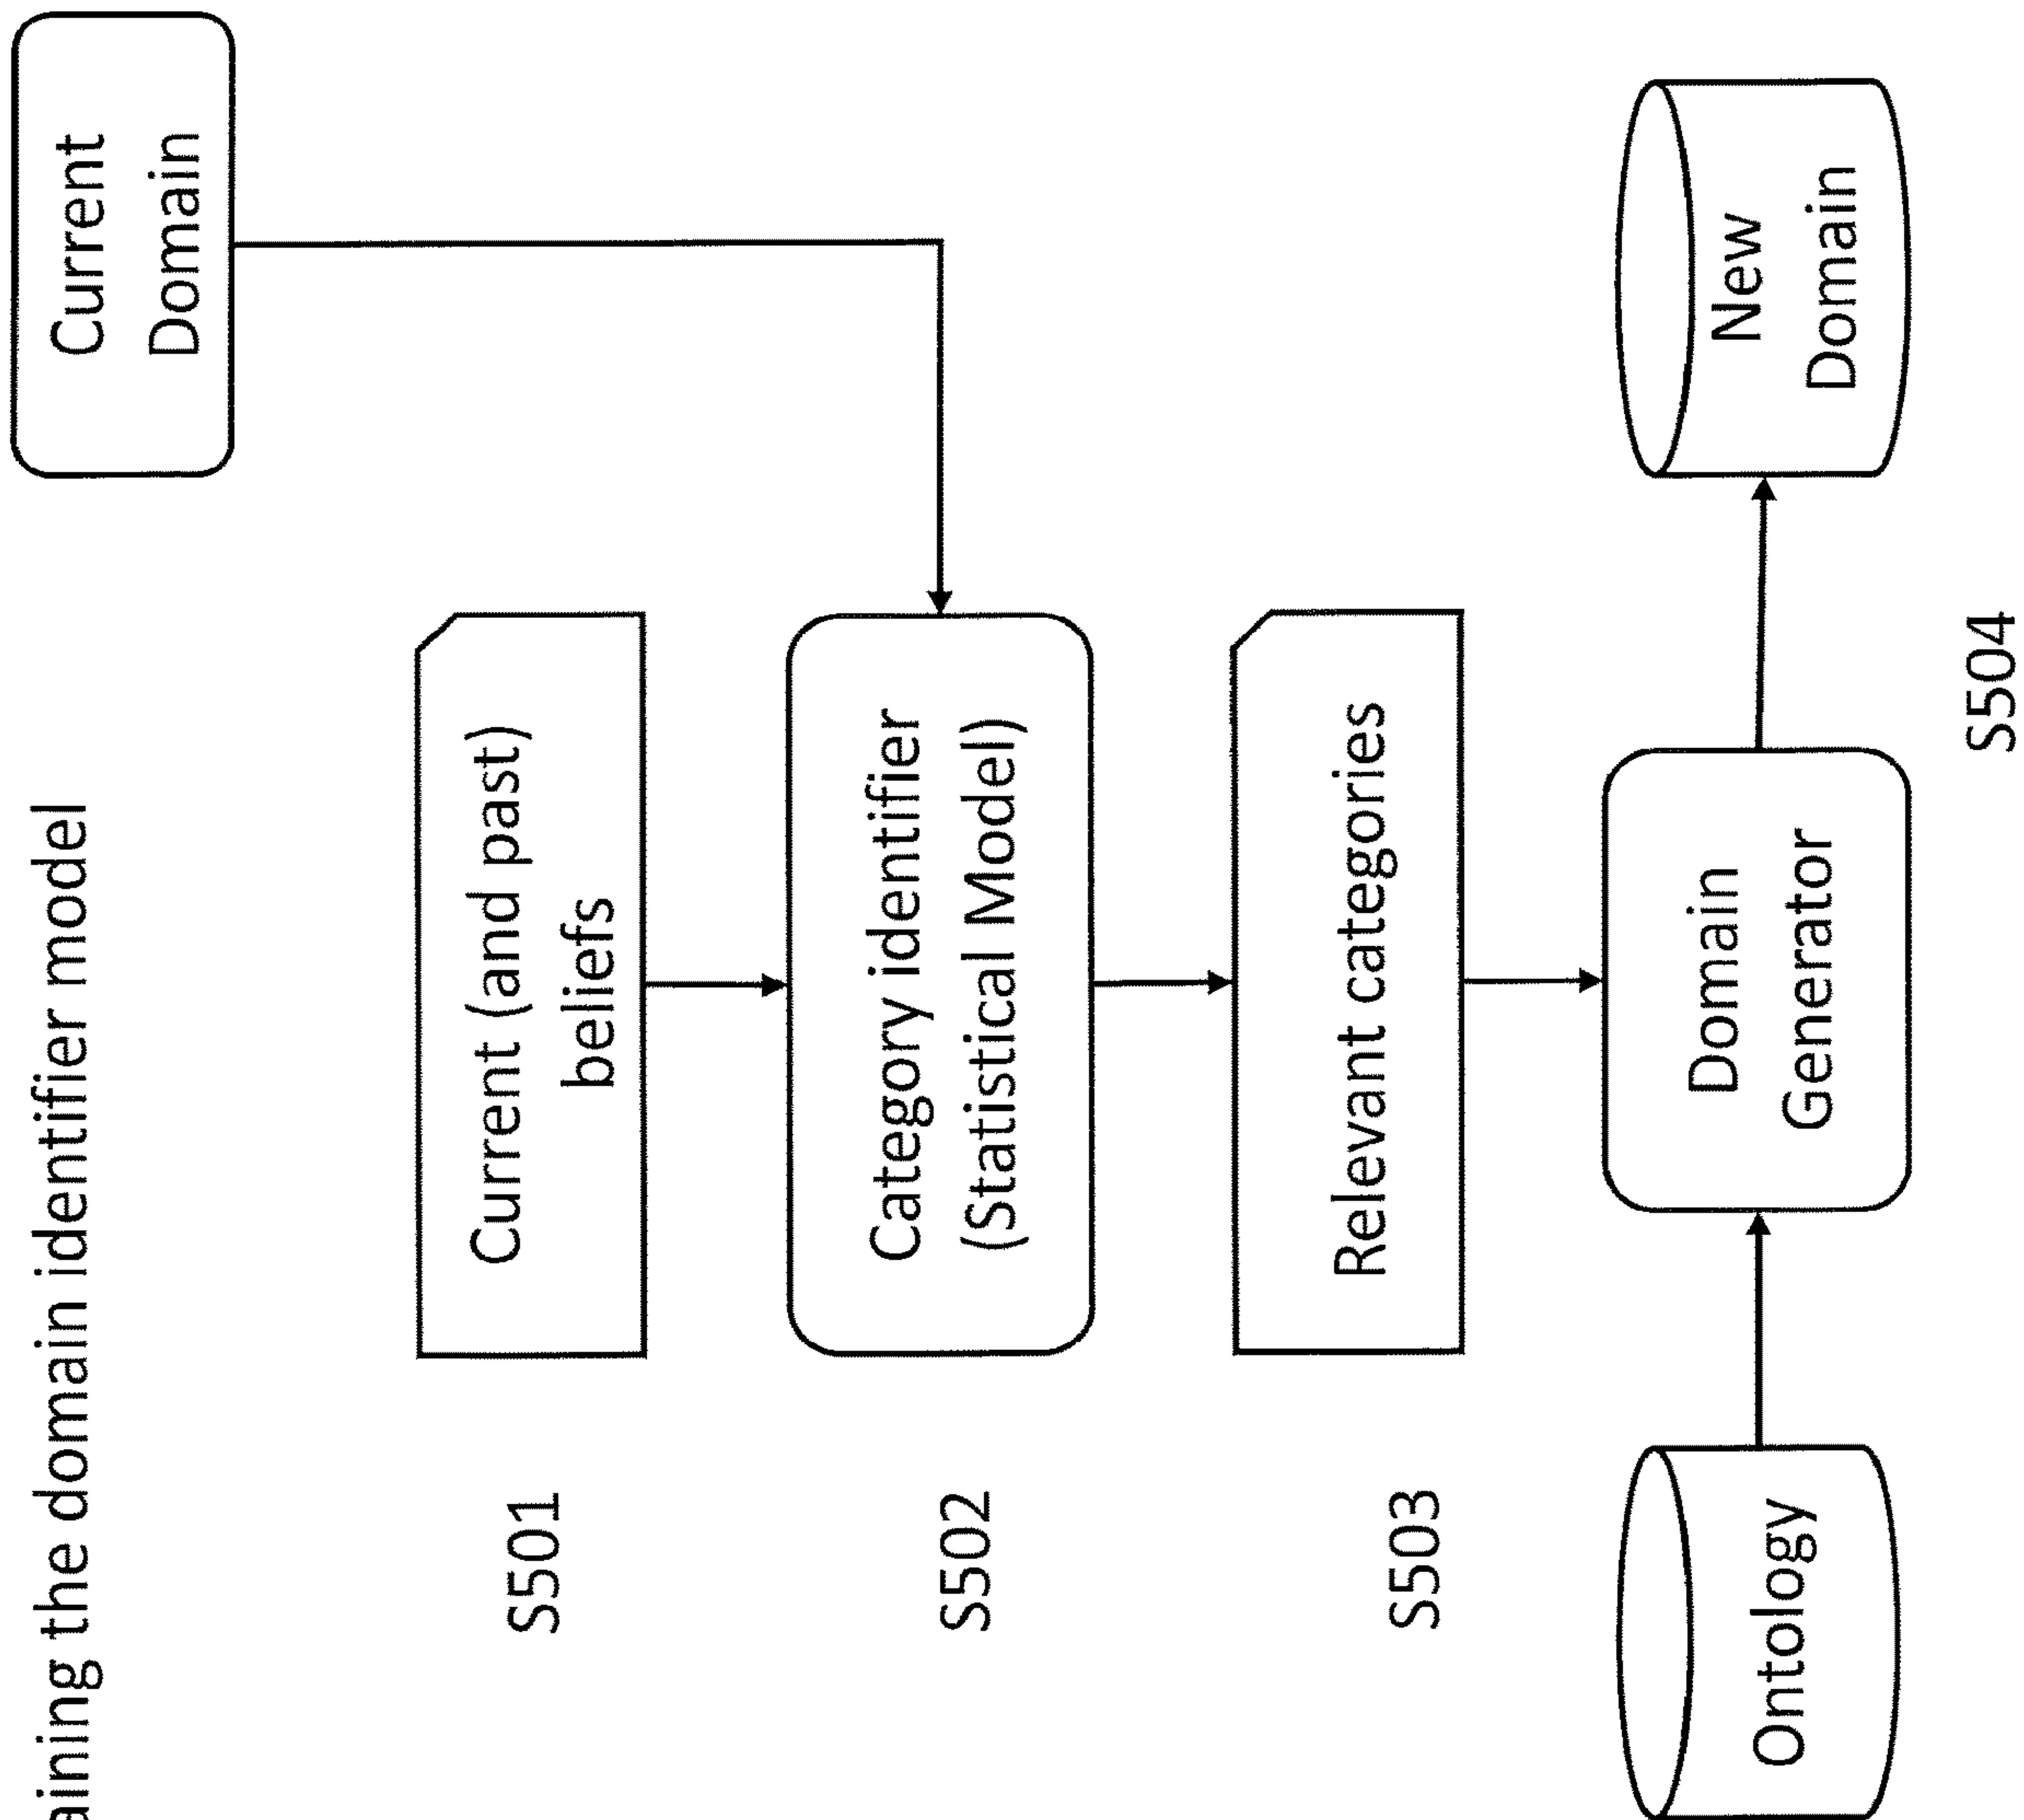 aining the domain identifier model
Current
Domain
S501
Current (and past)
beliefs
S502
Category identifier
(Statistical Model)
S503
Relevant categories
Ontology
Domain
Generator
New
Domain
S504